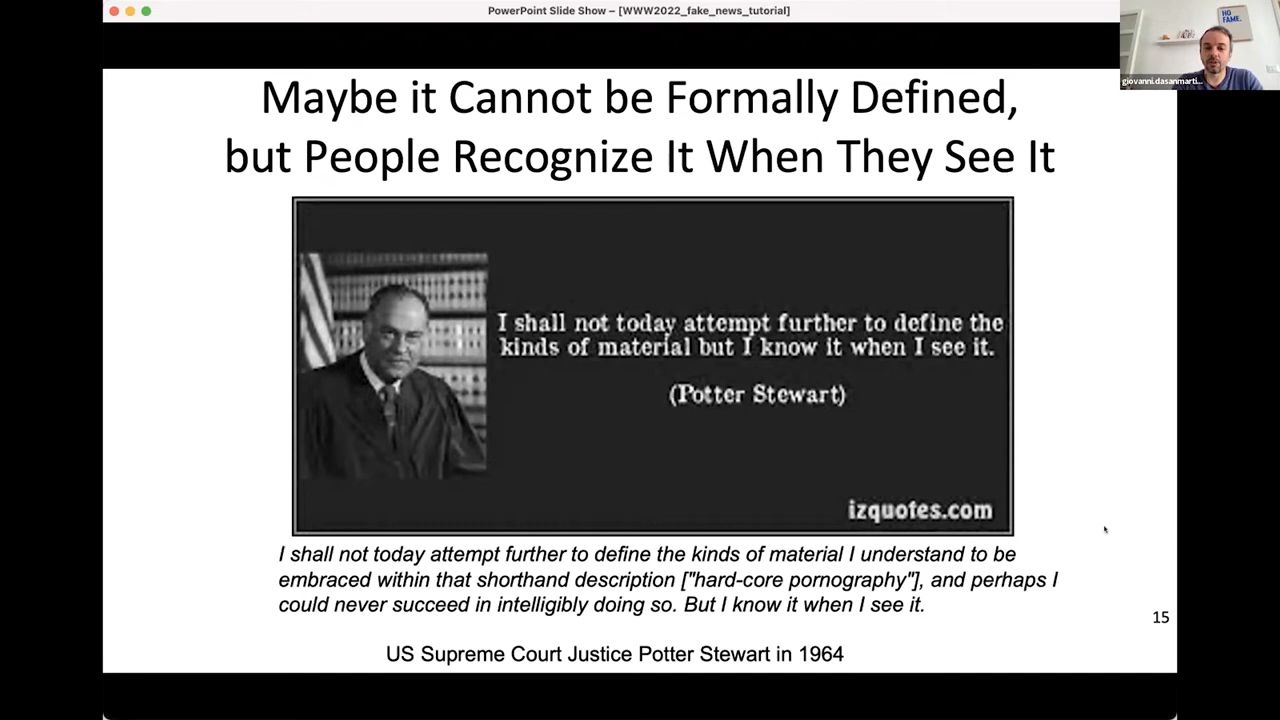 PowerPoint Slide Show – [WWW2022_fake_news_tutorial]
HG
FAME.
giovanni.dasanmarti...
Maybe it Cannot be Formally Defined,
but People Recognize It When They See It
I shall not today attempt further to define the
kinds of material but I know it when I see it.
(Potter Stewart)
izquotes.com
I shall not today attempt further to define the kinds of material I understand to be
embraced within that shorthand description ["hard-core pornography"], and perhaps I
could never succeed in intelligibly doing so. But I know it when I see it.
15
US Supreme Court Justice Potter Stewart in 1964